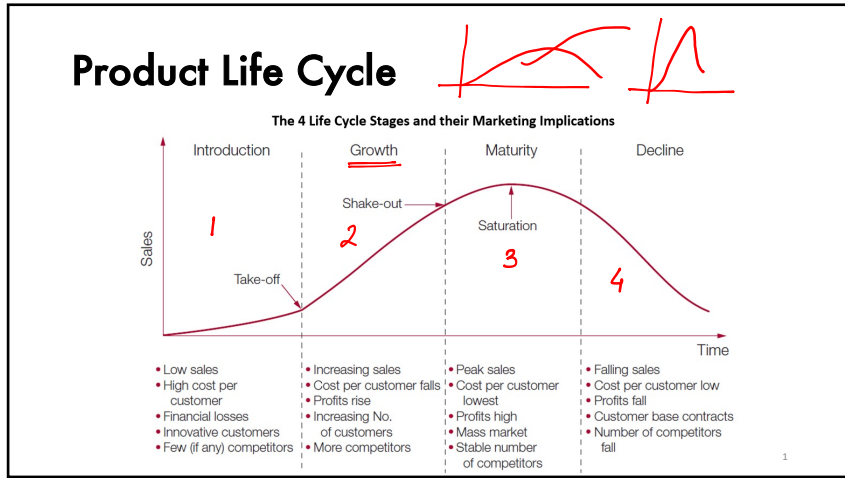 Product Life Cycle
The 4 Life Cycle Stages and their Marketing Implications
Introduction
Growth
Maturity
Decline
Shake-out
Saturation
Take-off
1
2
3
4
Sales
Time
• Low sales
• High cost per
customer
• Financial losses
• Innovative customers
• Few (if any) competitors
• Increasing sales
• Cost per customer falls
• Profits rise
• Increasing No.
of customers
• More competitors
• Peak sales
• Cost per customer
lowest
• Profits high
• Mass market
• Stable number
of competitors
• Falling sales
• Cost per customer low
• Profits fall
• Customer base contracts
• Number of competitors
fall
1